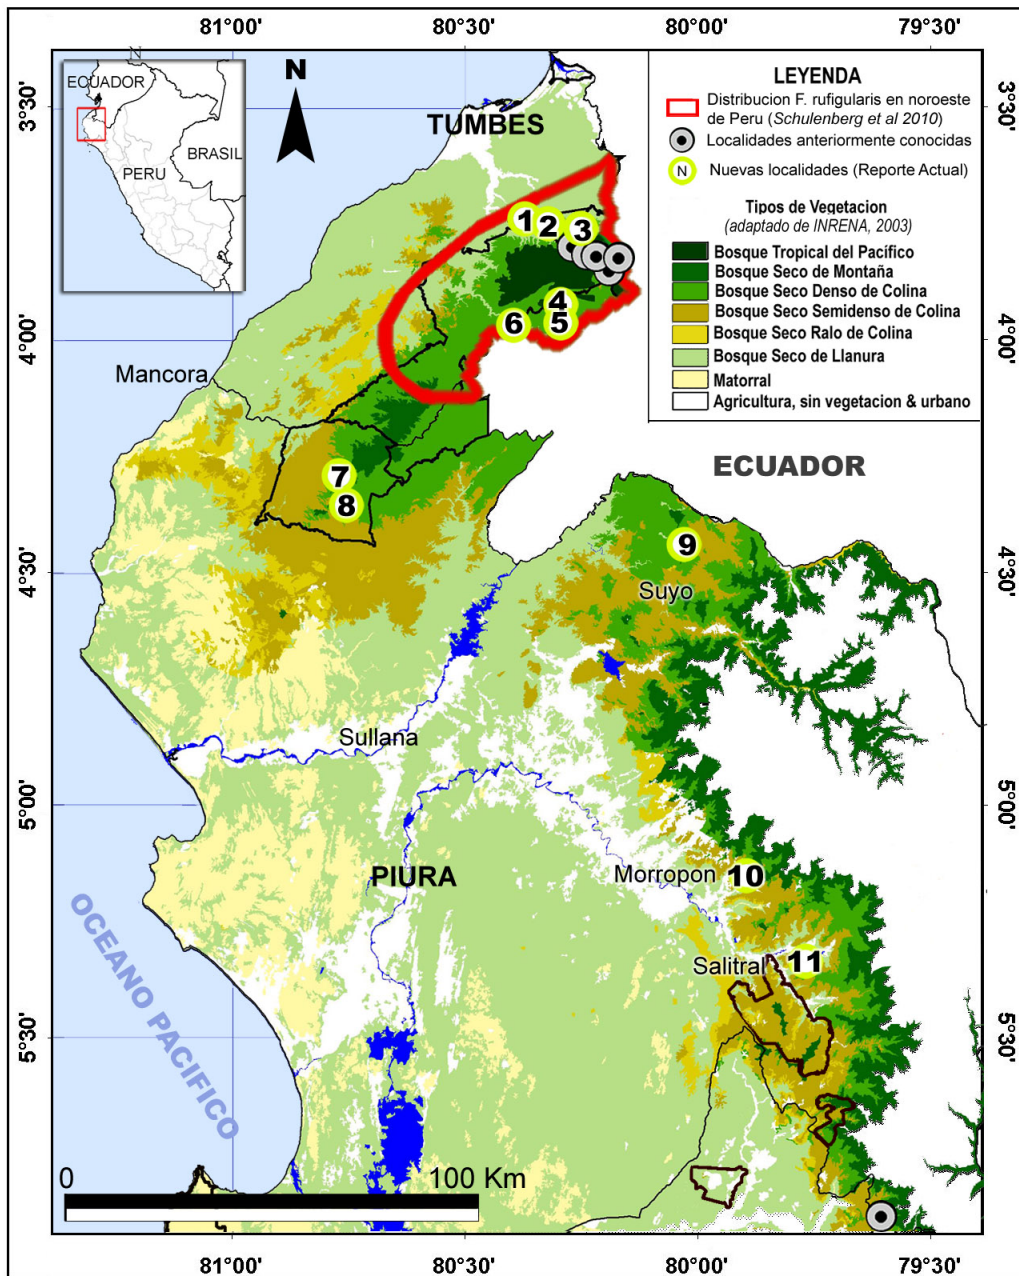 81°00'
80°30'
80°00'
79°30'
N
ECUADOR
BRASIL
PERU
N
TUMBES
LEYENDA
Distribucion F. rufigularis en noroeste
de Peru (Schulenberg et al 2010)
Localidades anteriormente conocidas
N
Nuevas localidades (Reporte Actual)
Tipos de Vegetacion
(adaptado de INRENA, 2003)
Bosque Tropical del Pacífico
Bosque Seco de Montaña
Bosque Seco Denso de Colina
Bosque Seco Semidenso de Colina
Bosque Seco Ralo de Colina
Bosque Seco de Llanura
Matorral
Agricultura, sin vegetacion & urbano
3°30'
3°30'
1
2
3
4
5
6
4°00'
4°00'
Mancora
ECUADOR
7
8
9
4°30'
4°30'
Suyo
Sullana
5°00'
5°00'
PIURA
Morropon
10
Salitral
11
OCEANO PACIFICO
5°30'
5°30'
0
100 Km
81°00'
80°30'
80°00'
79°30'